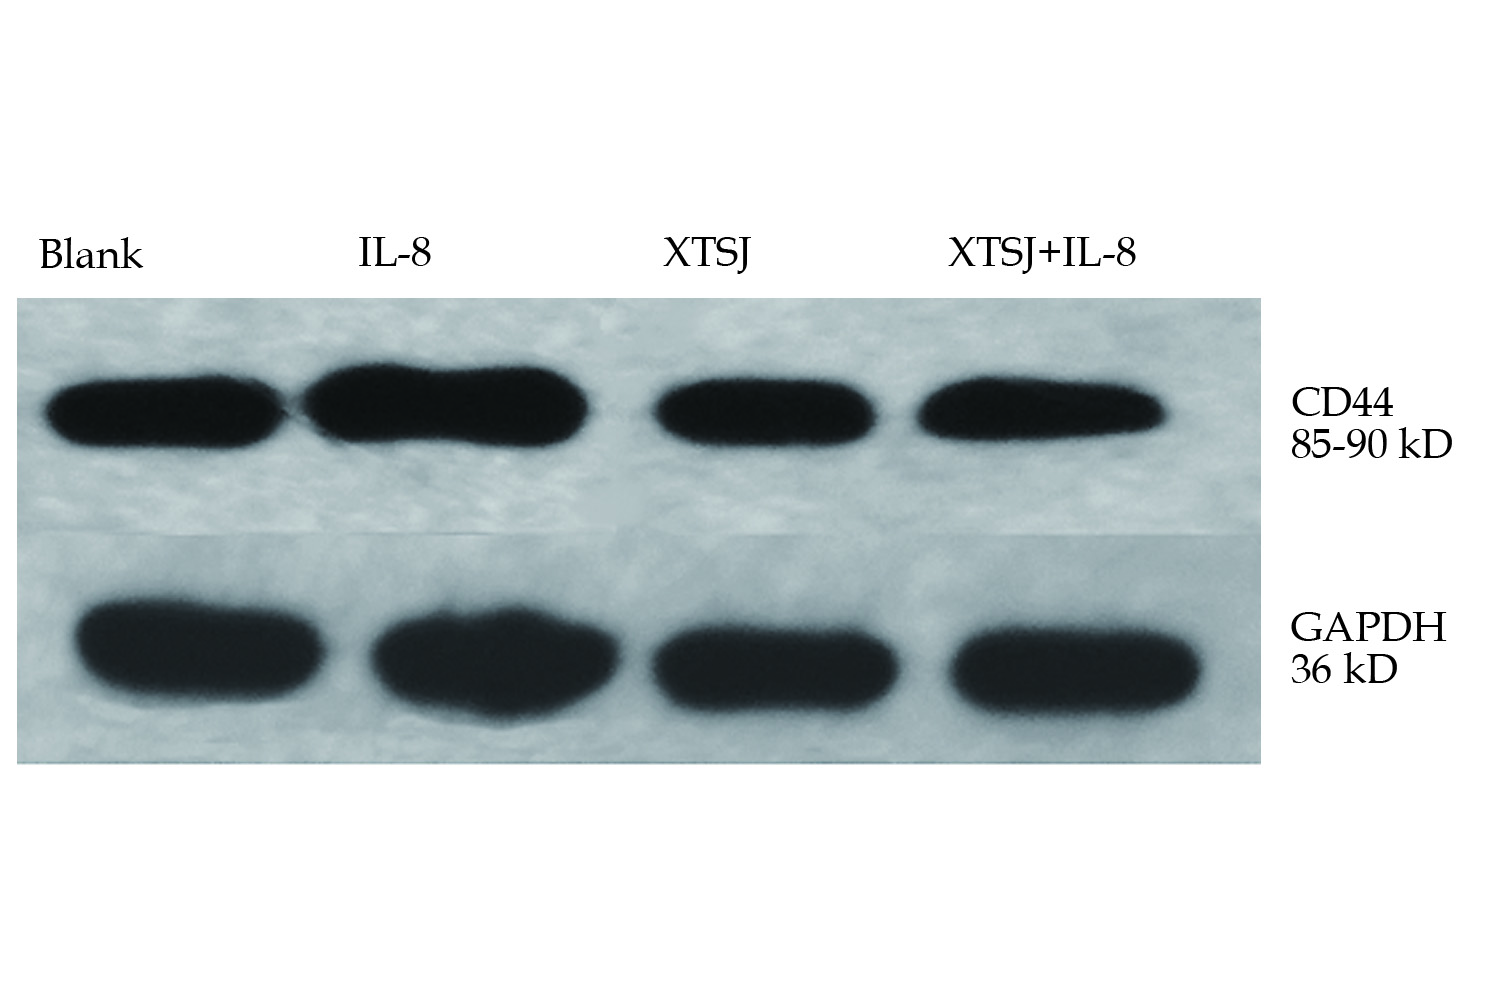 Blank IL-8 XTSJ XTSJ+IL-8
CD44
85-90 kD
GAPDH
36 kD